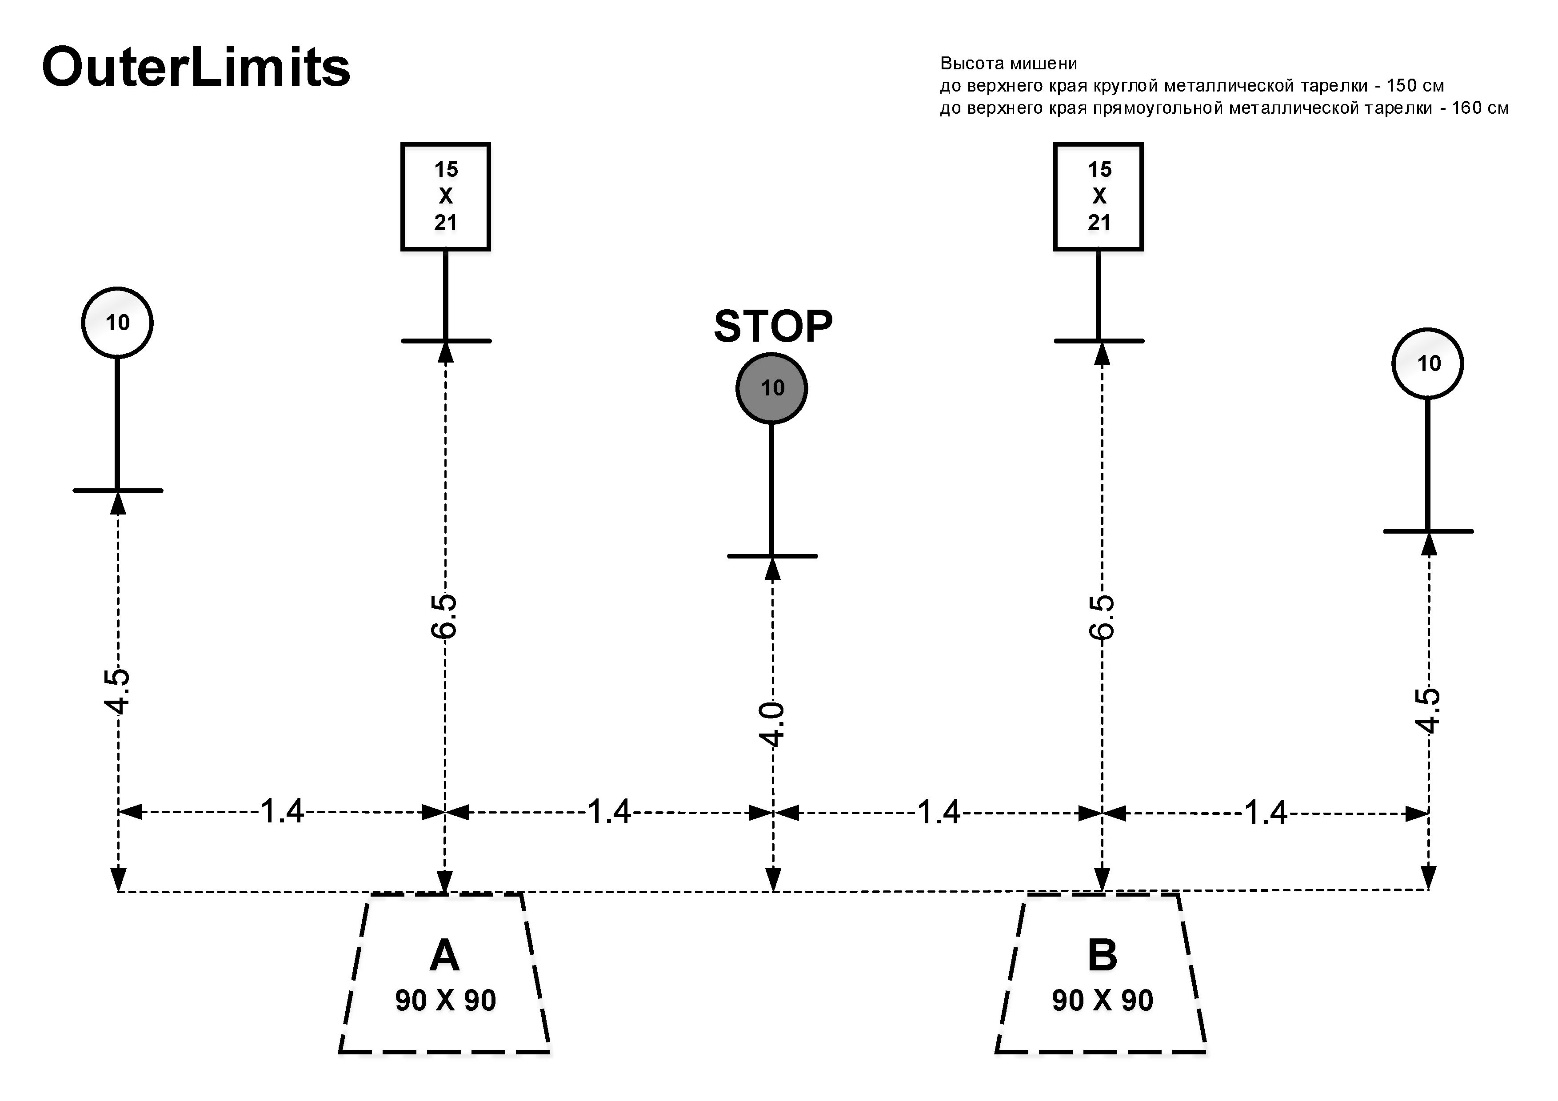 OuterLimits
Высота мишени
до верхнего края круглой металлической тарелки - 150 см
до верхнего края прямоугольной металлической тарелки - 160 см
15
X
21
15
X
21
10
STOP
10
10
4.5
6.5
4.0
6.5
4.5
1.4
1.4
1.4
1.4
A
90 X 90
B
90 X 90